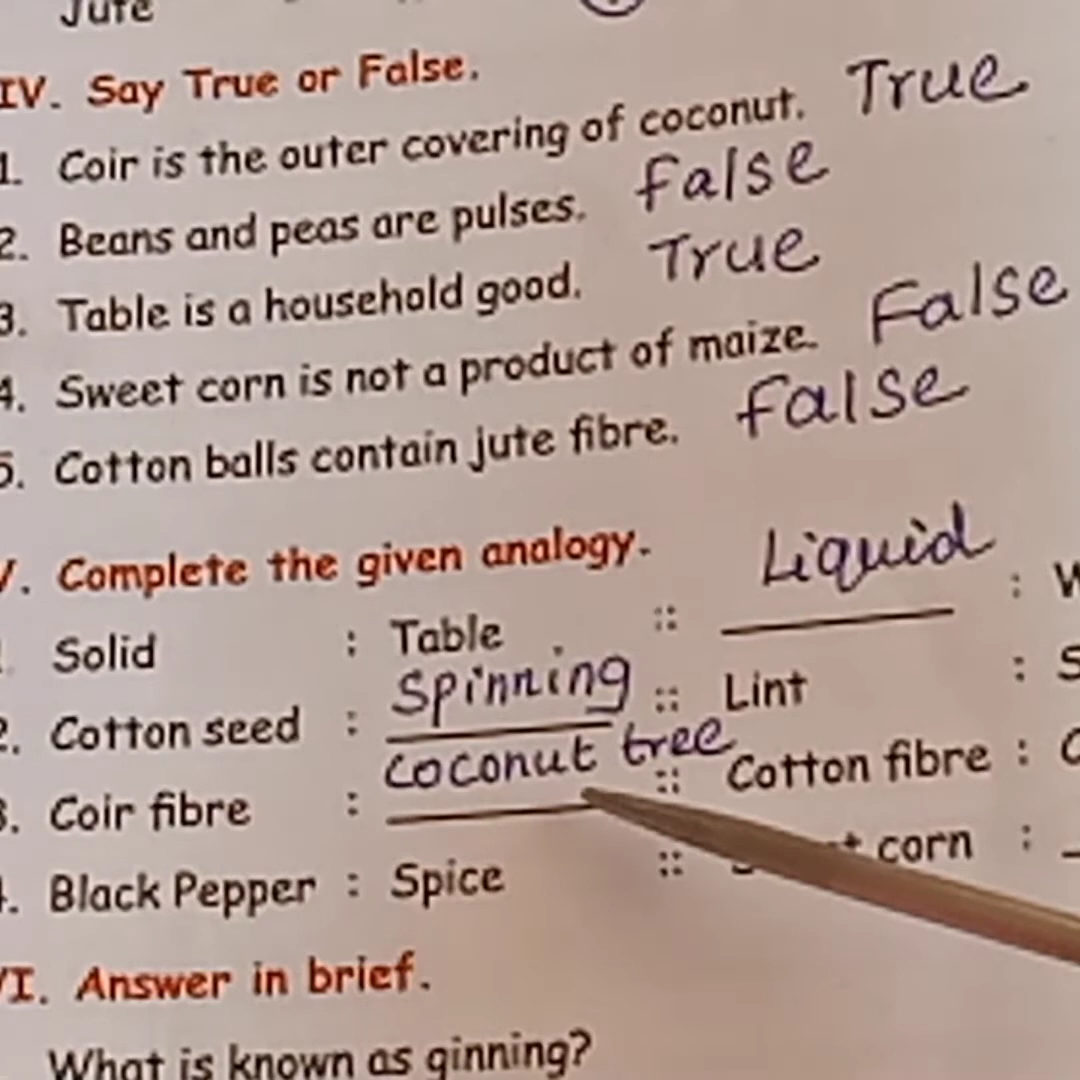 Jute
IV. Say True or False.
1. Coir is the outer covering of coconut. True
2. Beans and peas are pulses. False
3. Table is a household good. True
4. Sweet corn is not a product of maize. False
5. Cotton balls contain jute fibre. False
V. Complete the given analogy.
Solid : Table :: Liquid :
2. Cotton seed : Spinning :: Lint :
3. Coir fibre : coconut tree :: Cotton fibre :
4. Black Pepper : Spice :: corn :
VI. Answer in brief.
What is known as ginning?